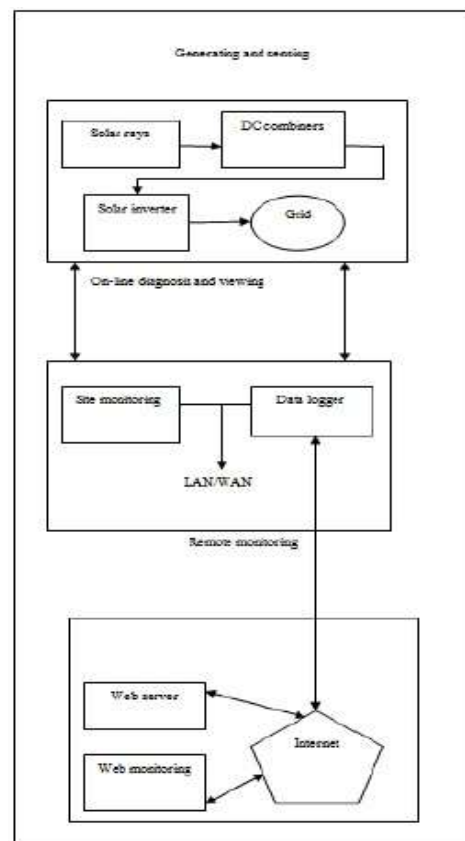 Generating and sensing
Solar rays
DC combiners
Solar inverter
Grid
On-line diagnosis and viewing
Site monitoring
Data logger
LAN/WAN
Remote monitoring
Web server
Internet
Web monitoring